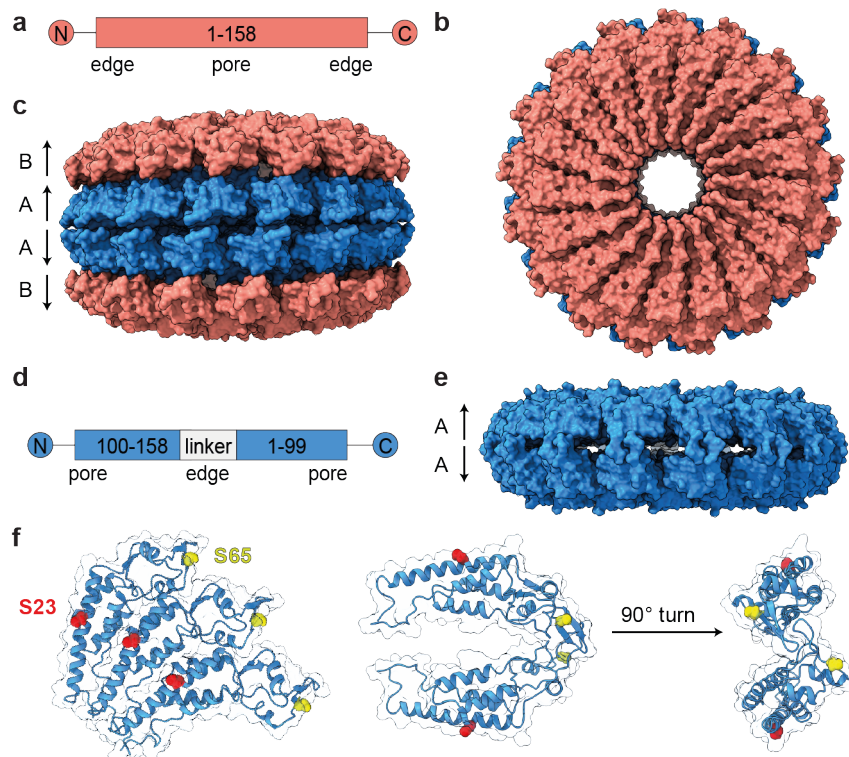 a
N 1-158 C
edge pore edge
b
c
B
A
A
B
d
N 100-158 linker 1-99 C
pore edge pore
e
A
A
f
S65
S23
90° turn